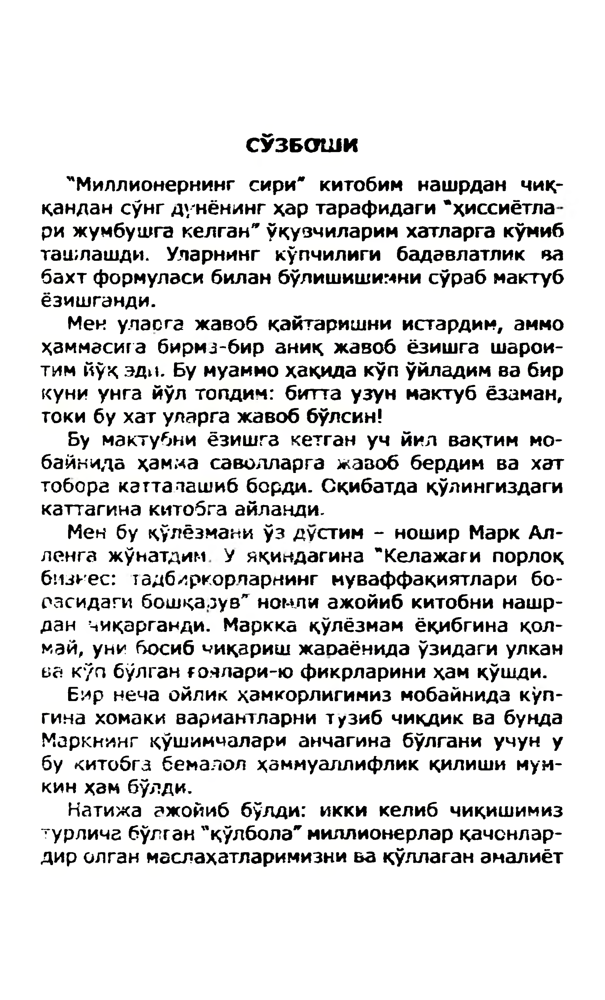 СЎЗБОШИ
"Миллионернинг сири" китобим нашрдан чиқ-
қандан сўнг дунёнинг ҳар тарафидаги "ҳиссиётла-
ри жумбушга келган" ўқувчиларим хатларга кўмиб
ташлашди. Уларнинг кўпчилиги бадавлатлик ва
бахт формуласи билан бўлишишимни сўраб мактуб
ёзишганди.
Мен уларга жавоб қайтаришни истардим, аммо
ҳаммасига бирма-бир аниқ жавоб ёзишга шарои-
тим йўқ эди. Бу муаммо ҳақида кўп ўйладим ва бир
куни унга йўл топдим: битта узун мактуб ёзаман,
токи бу хат уларга жавоб бўлсин!
Бу мактубни ёзишга кетган уч йил вақтим мо-
байнида ҳамма саволларга жавоб бердим ва хат
тобора катталашиб борди. Оқибатда қўлингиздаги
каттагина китобга айланди.
Мен бу қўлёзмани ўз дўстим – ношир Марк Ал-
ленга жўнатдим. У яқиндагина "Келажаги порлоқ
бизнес: тадбиркорларнинг муваффақиятлари бо-
расидаги бошқарув" номли ажойиб китобни нашр-
дан чиқарганди. Маркка қўлёзмам ёқибгина қол-
май, уни босиб чиқариш жараёнида ўзидаги улкан
ва кўп бўлган ғоялари-ю фикрларини ҳам қўшди.
Бир неча ойлик ҳамкорлигимиз мобайнида кўп-
гина хомаки вариантларни тузиб чиқдик ва бунда
Маркнинг қўшимчалари анчагина бўлгани учун у
бу китобга бемалол ҳаммуаллифлик қилиши мум-
кин ҳам бўлди.
Натижа ажойиб бўлди: икки келиб чиқишимиз
турлича бўлган "қўлбола" миллионерлар қачонлар-
дир олган маслаҳатларимизни ва қўллаган амалиёт